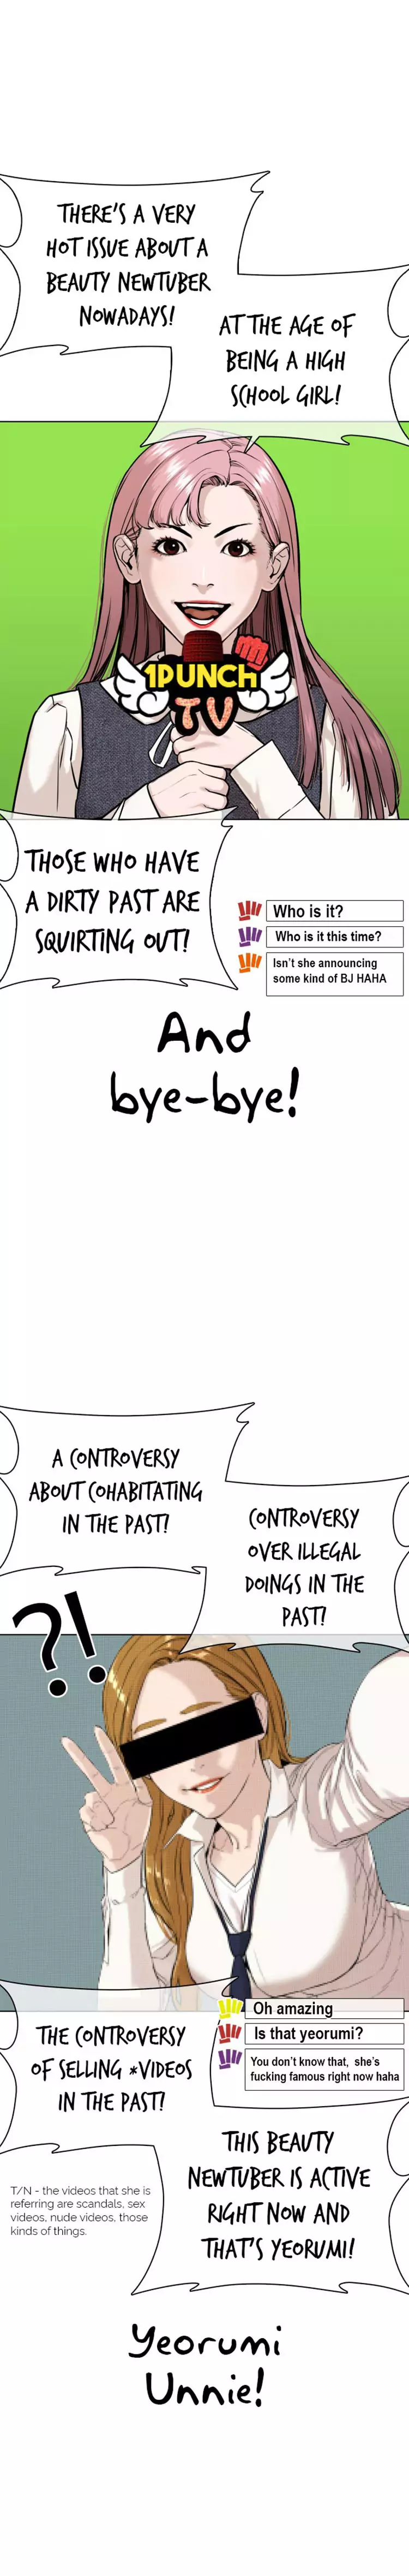 THERE'S A VERY
HOT ISSUE ABOUT A
BEAUTY NEWTUBER
NOWADAYS!
AT THE AGE OF
BEING A HIGH
SCHOOL GIRL!
1PUNCH
TV
THOSE WHO HAVE
A DIRTY PAST ARE
SQUIRTING OUT!
Who is it?
Who is it this time?
Isn't she announcing
some kind of BJ HAHA
And
bye-bye!
A CONTROVERSY
ABOUT COHABITATING
IN THE PAST?
CONTROVERSY
OVER ILLEGAL
DOINGS IN THE
PAST?
?!
THE CONTROVERSY
OF SELLING *VIDEOS
IN THE PAST?
Oh amazing
Is that yeorumi?
You don't know that, she's
fucking famous right now haha
T/N - the videos that she is
referring are scandals, sex
videos, nude videos, those
kinds of things.
THIS BEAUTY
NEWTUBER IS ACTIVE
RIGHT NOW AND
THAT'S YEORUMI!
Yeorumi
Unnie!